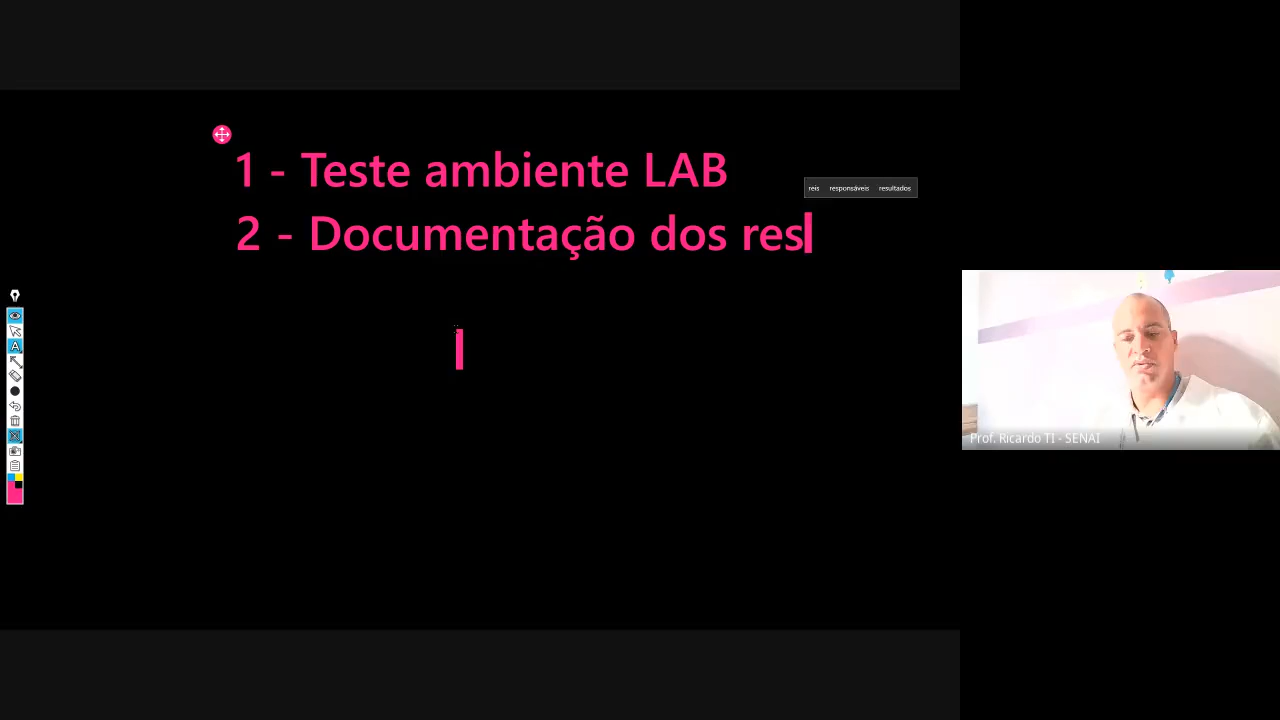 1 - Teste ambiente LAB
reis responsáveis resultados
2 - Documentação dos res
Prof. Ricardo TI - SENAI